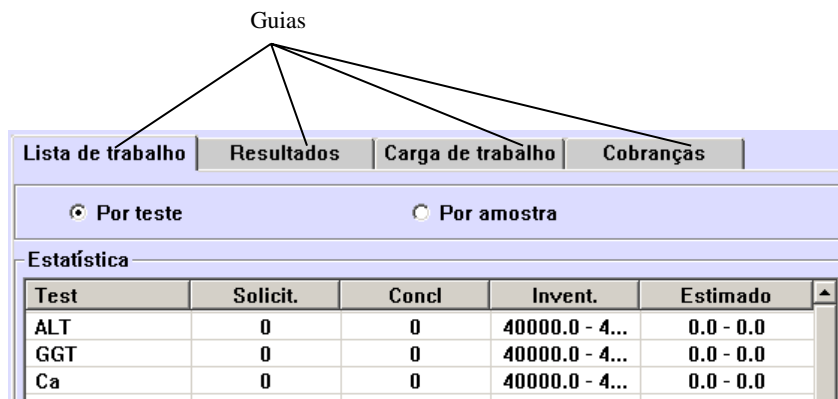 Guias
Lista de trabalho Resultados Carga de trabalho Cobranças
Por teste Por amostra
Estatística
Test Solicit. Concl Invent. Estimado
ALT 0 0 40000.0 - 4... 0.0 - 0.0
GGT 0 0 40000.0 - 4... 0.0 - 0.0
Ca 0 0 40000.0 - 4... 0.0 - 0.0